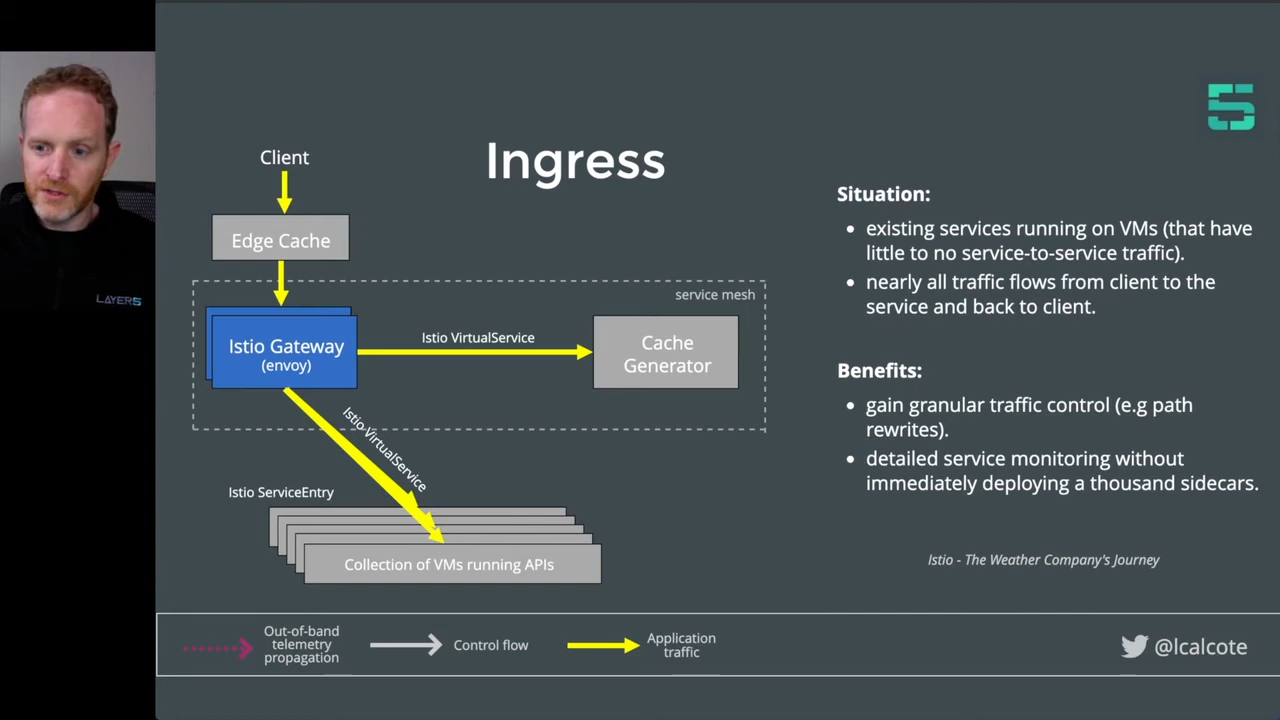 Ingress
Client
Edge Cache
service mesh
Istio Gateway
(envoy)
Istio VirtualService
Cache
Generator
Istio VirtualService
Istio ServiceEntry
Collection of VMs running APIs
Situation:
• existing services running on VMs (that have
little to no service-to-service traffic).
• nearly all traffic flows from client to the
service and back to client.
Benefits:
• gain granular traffic control (e.g path
rewrites).
• detailed service monitoring without
immediately deploying a thousand sidecars.
Istio - The Weather Company's Journey
Out-of-band
telemetry
propagation
Control flow
Application
traffic
@lcalcote
LAYER5
5